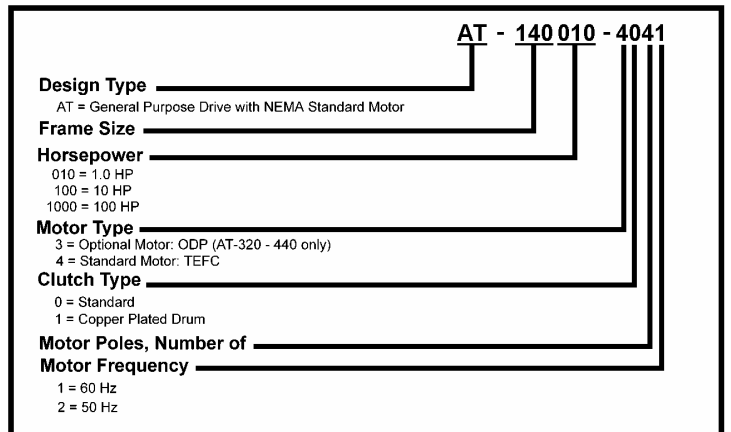 AT - 140 010 - 4041
Design Type
AT = General Purpose Drive with NEMA Standard Motor
Frame Size
Horsepower
010 = 1.0 HP
100 = 10 HP
1000 = 100 HP
Motor Type
3 = Optional Motor: ODP (AT-320 - 440 only)
4 = Standard Motor: TEFC
Clutch Type
0 = Standard
1 = Copper Plated Drum
Motor Poles, Number of
Motor Frequency
1 = 60 Hz
2 = 50 Hz